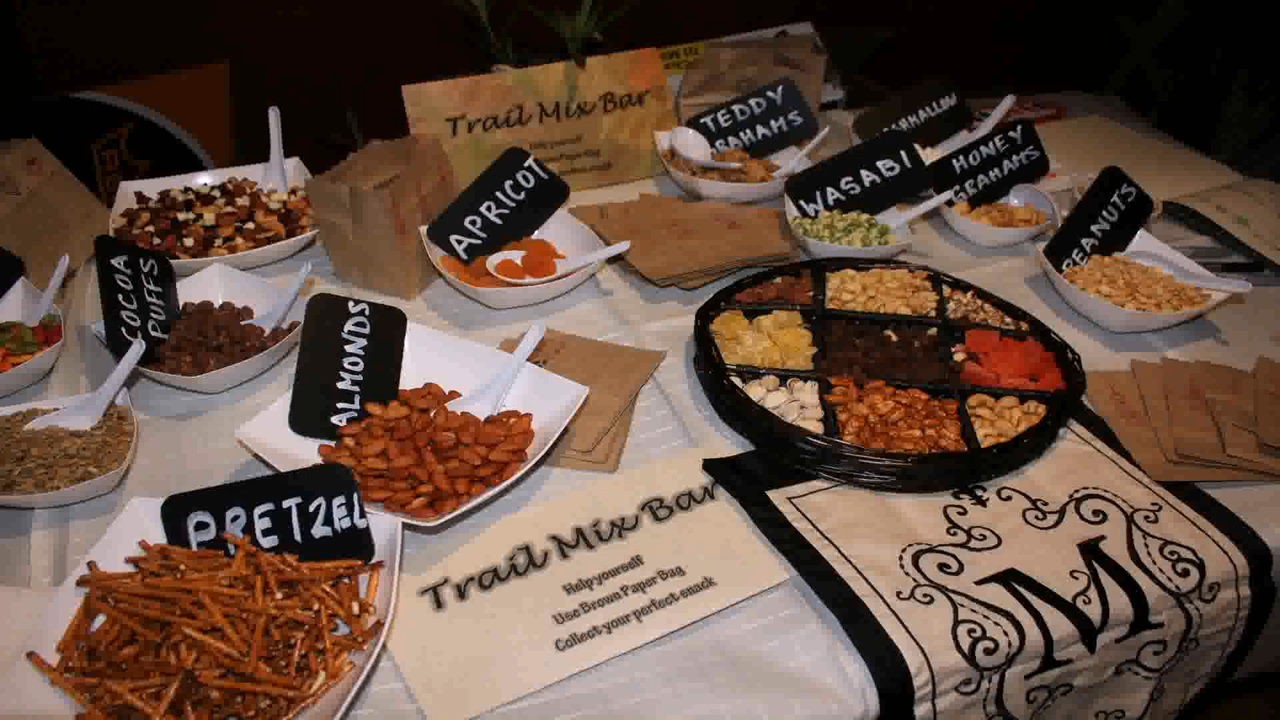 Trail Mix Bar
TEDDY
GRAHAMS
WASABI
HONEY
GRAHAMS
PEANUTS
APRICOT
COCOA
PUFFS
ALMONDS
PRETZEL
Trail Mix Bar
Help yourself
Use Brown Paper Bag
Collect your perfect snack
M